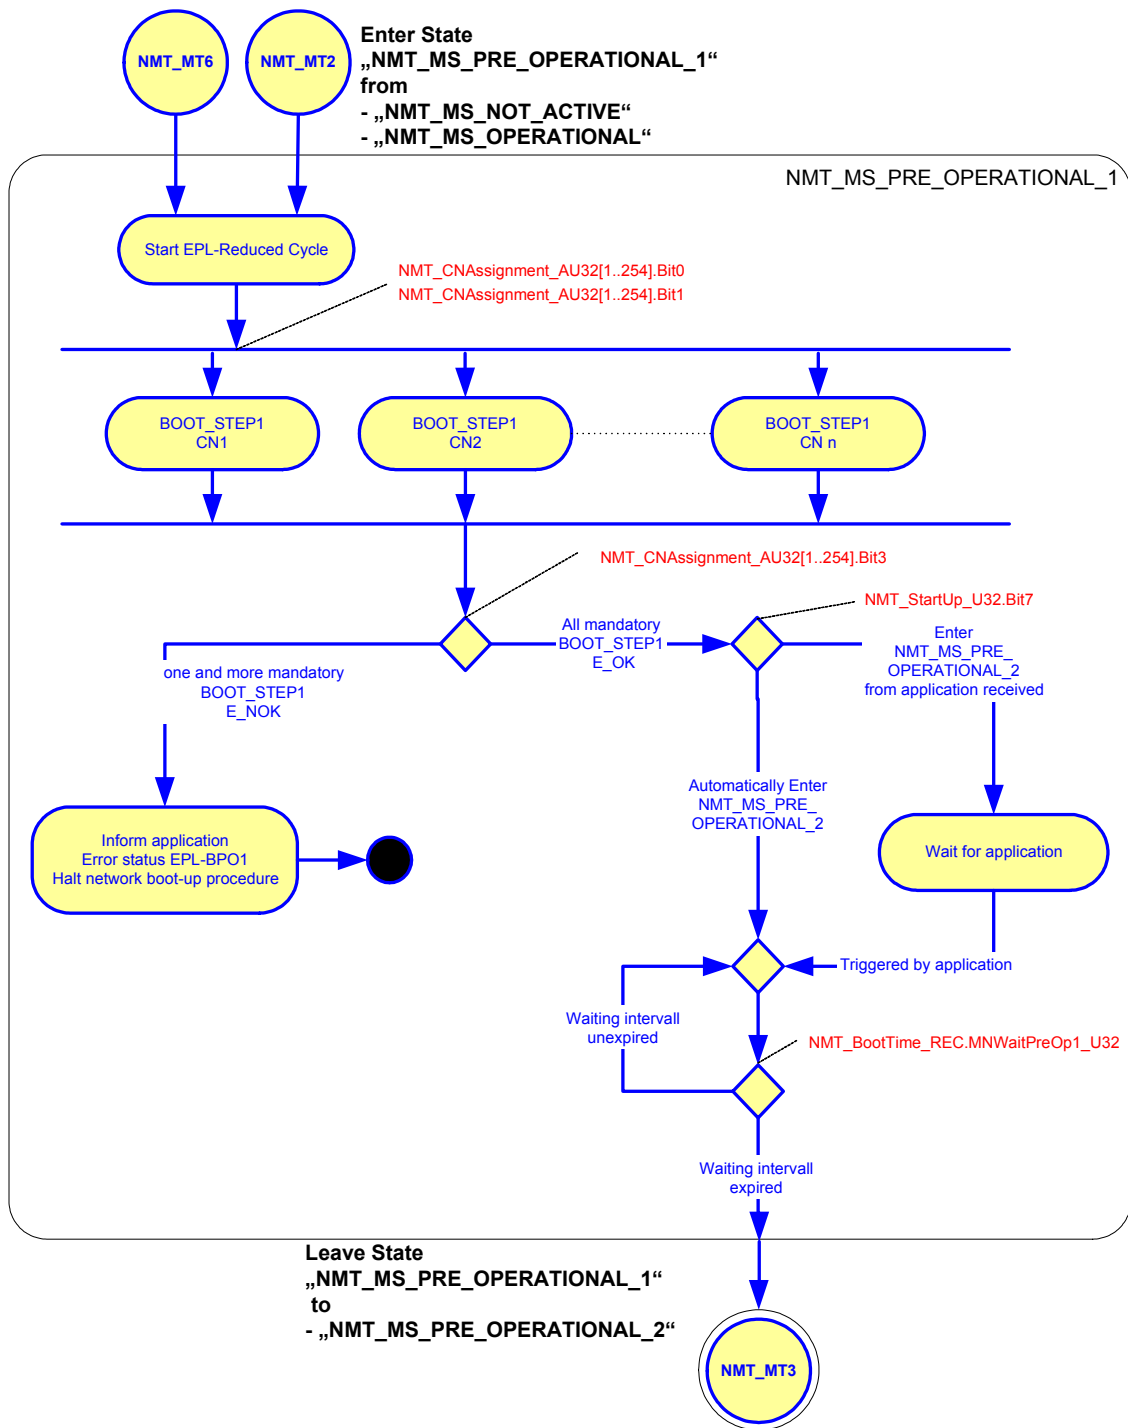 NMT_MT6
NMT_MT2
Enter State
„NMT_MS_PRE_OPERATIONAL_1“
from
- „NMT_MS_NOT_ACTIVE“
- „NMT_MS_OPERATIONAL“
NMT_MS_PRE_OPERATIONAL_1
Start EPL-Reduced Cycle
NMT_CNAssignment_AU32[1..254].Bit0
NMT_CNAssignment_AU32[1..254].Bit1
BOOT_STEP1
CN1
BOOT_STEP1
CN2
BOOT_STEP1
CN n
NMT_CNAssignment_AU32[1..254].Bit3
NMT_StartUp_U32.Bit7
All mandatory
BOOT_STEP1
E_OK
Enter
NMT_MS_PRE_
OPERATIONAL_2
from application received
one and more mandatory
BOOT_STEP1
E_NOK
Automatically Enter
NMT_MS_PRE_
OPERATIONAL_2
Inform application
Error status EPL-BPO1
Halt network boot-up procedure
Wait for application
Triggered by application
Waiting intervall
unexpired
NMT_BootTime_REC.MNWaitPreOp1_U32
Waiting intervall
expired
Leave State
„NMT_MS_PRE_OPERATIONAL_1“
to
- „NMT_MS_PRE_OPERATIONAL_2“
NMT_MT3